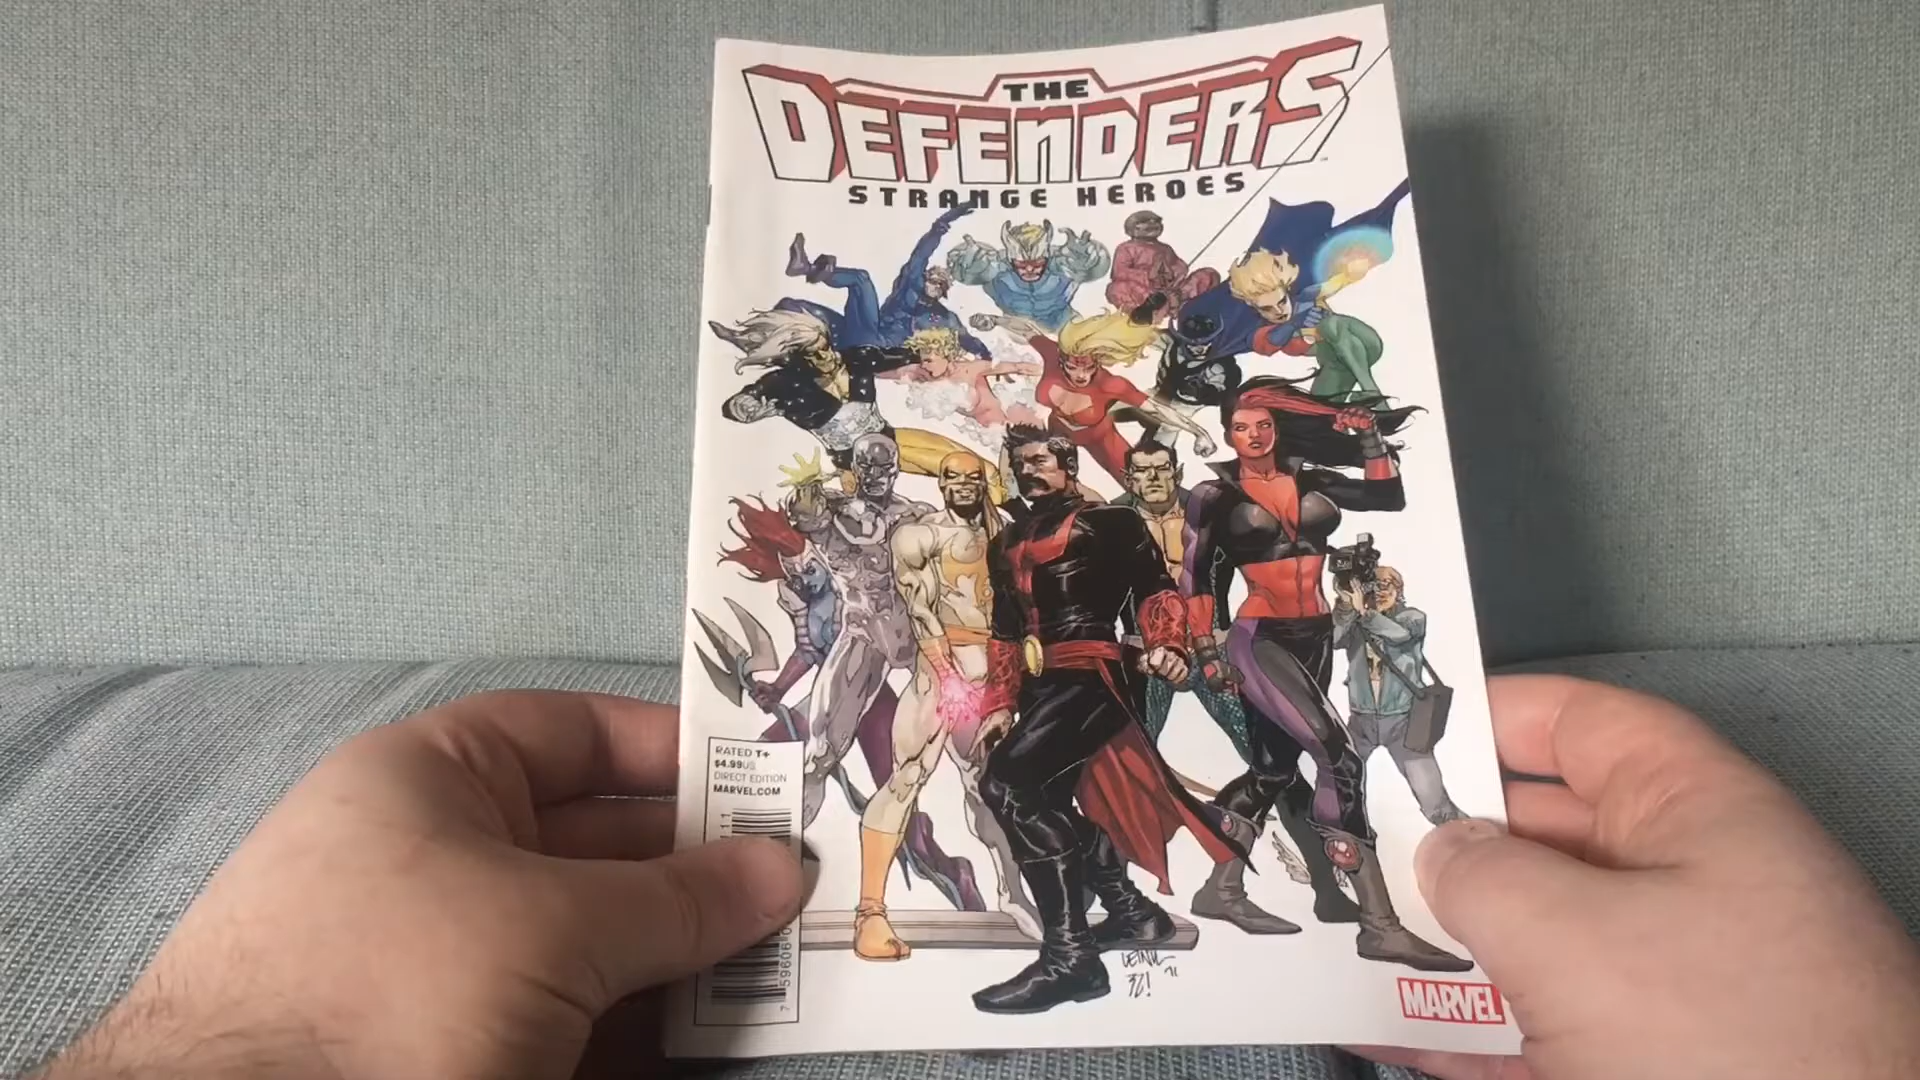 THE
DEFENDERS
STRANGE HEROES
RATED T+
$4.99US
DIRECT EDITION
MARVEL.COM
MARVEL